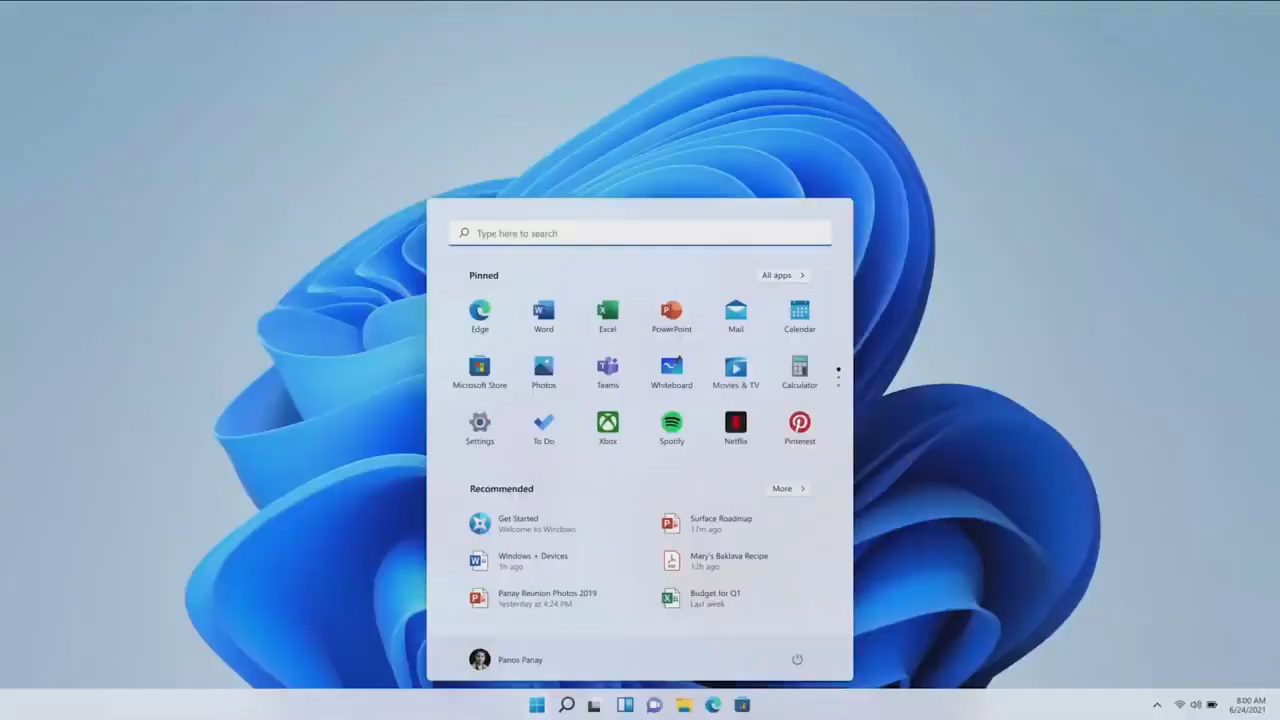 Type here to search
Pinned
All apps
Edge
Word
Excel
PowerPoint
Mail
Calendar
Microsoft Store
Photos
Teams
Whiteboard
Movies & TV
Calculator
Settings
To Do
Xbox
Spotify
Netflix
Pinterest
Recommended
More
Get Started
Welcome to Windows
Surface Roadmap
17m ago
Windows + Devices
1h ago
Mary's Baklava Recipe
12h ago
Panay Reunion Photos 2019
Yesterday at 4:24 PM
Budget for Q1
Last week
Panos Panay
8:00 AM
6/24/2021